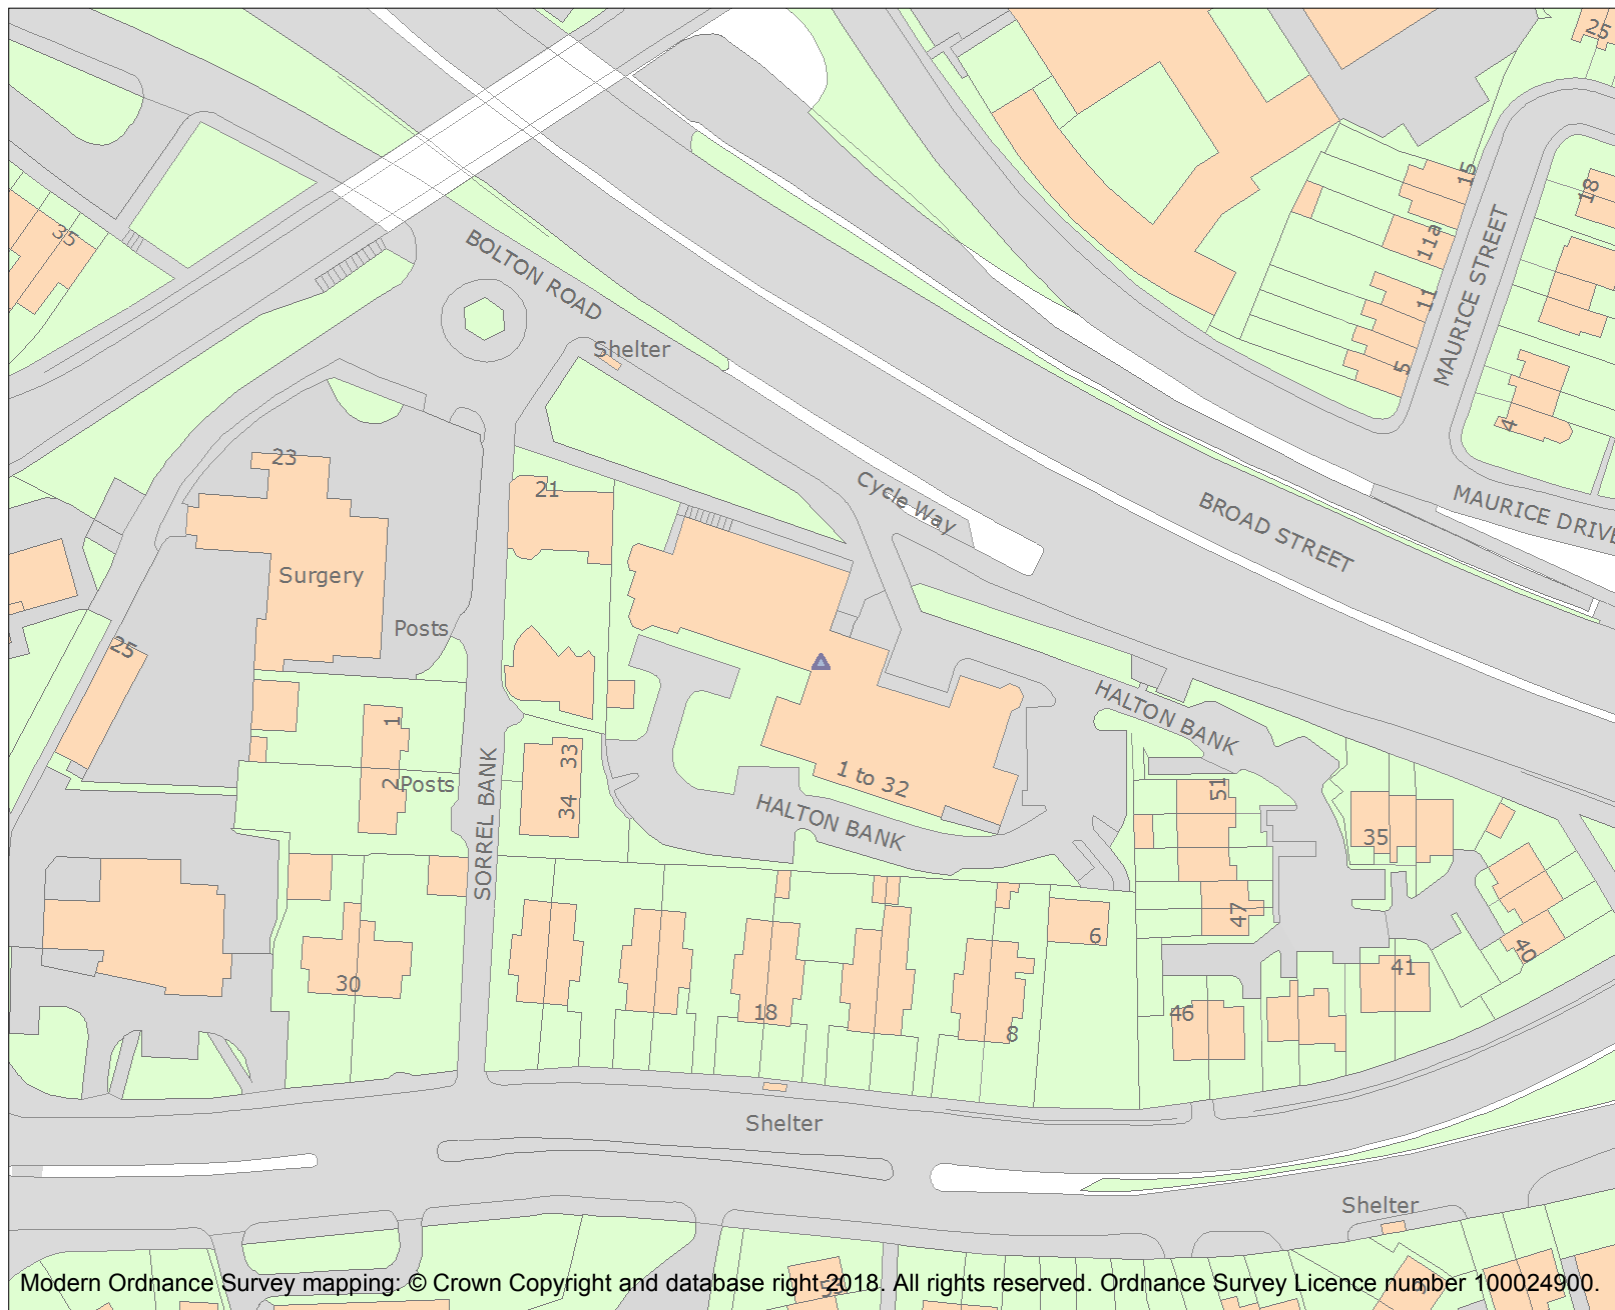 25
15
18
35
11a
MAURICE STREET
BOLTON ROAD
11
Shelter
5
4
23
21
Cycle Way
BROAD STREET
MAURICE DRIVE
Surgery
Posts
25
HALTON BANK
1
33
2
Posts
34
1 to 32
51
SORREL BANK
HALTON BANK
35
47
6
40
41
30
18
46
8
Shelter
Shelter
Modern Ordnance Survey mapping: © Crown Copyright and database right 2018. All rights reserved. Ordnance Survey Licence number 100024900.